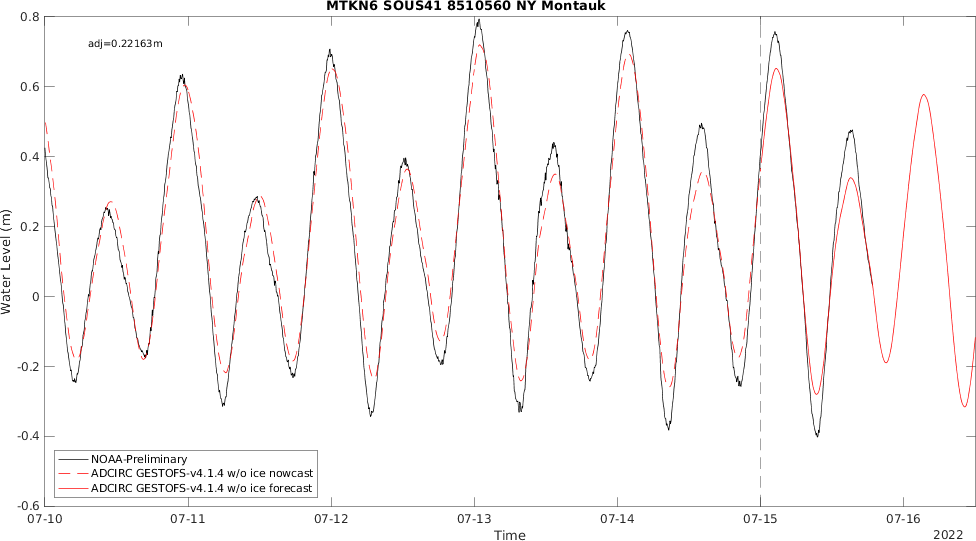 MTKN6 SOUS41 8510560 NY Montauk
adj=0.22163m
0.8
0.6
0.4
0.2
0
-0.2
-0.4
-0.6
Water Level (m)
NOAA-Preliminary
ADCIRC GESTOFS-v4.1.4 w/o ice nowcast
ADCIRC GESTOFS-v4.1.4 w/o ice forecast
07-10 07-11 07-12 07-13 07-14 07-15 07-16
Time
2022